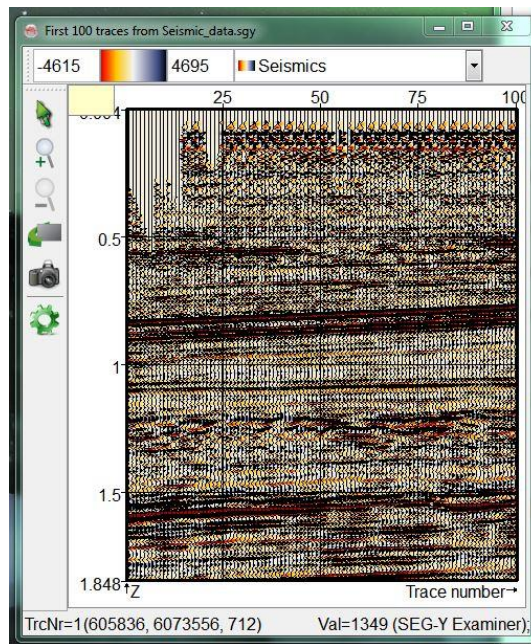 First 100 traces from Seismic_data.sgy
-4615
4695
Seismics
25
50
75
0.5
1
1.5
1.848
Z
Trace number
TrcNr=1(605836, 6073556, 712)
Val=1349 (SEG-Y Examiner)